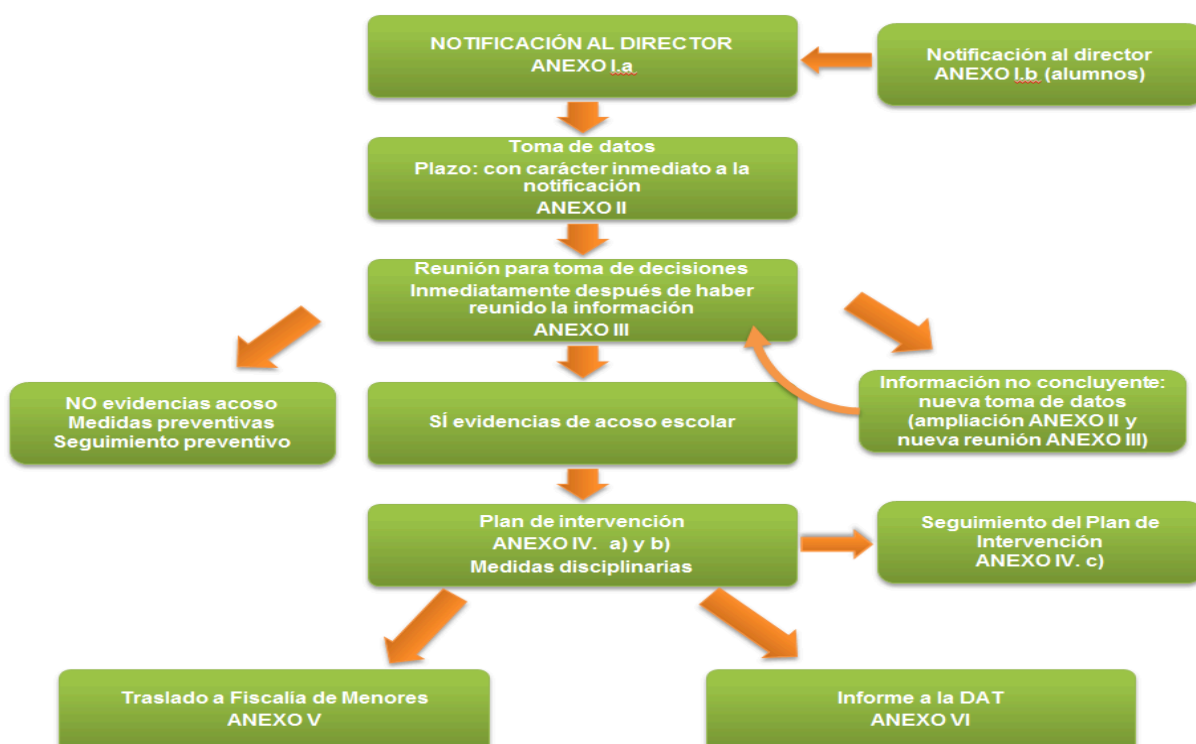 NOTIFICACIÓN AL DIRECTOR
ANEXO I.a
Notificación al director
ANEXO I.b (alumnos)
Toma de datos
Plazo: con carácter inmediato a la
notificación
ANEXO II
Reunión para toma de decisiones
Inmediatamente después de haber
reunido la información
ANEXO III
NO evidencias acoso
Medidas preventivas
Seguimiento preventivo
SÍ evidencias de acoso escolar
Información no concluyente:
nueva toma de datos
(ampliación ANEXO II y
nueva reunión ANEXO III)
Plan de intervención
ANEXO IV. a) y b)
Medidas disciplinarias
Seguimiento del Plan de
Intervención
ANEXO IV. c)
Traslado a Fiscalía de Menores
ANEXO V
Informe a la DAT
ANEXO VI